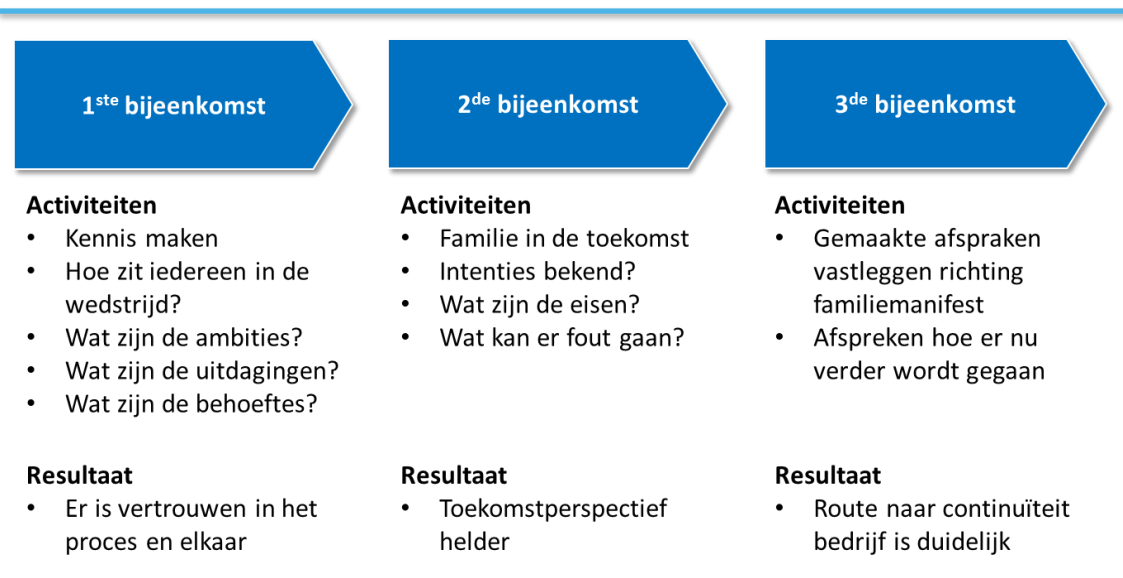 1ste bijeenkomst
2de bijeenkomst
3de bijeenkomst
Activiteiten
• Kennis maken
• Hoe zit iedereen in de
wedstrijd?
• Wat zijn de ambities?
• Wat zijn de uitdagingen?
• Wat zijn de behoeftes?
Resultaat
• Er is vertrouwen in het
proces en elkaar
Activiteiten
• Familie in de toekomst
• Intenties bekend?
• Wat zijn de eisen?
• Wat kan er fout gaan?
Resultaat
• Toekomstperspectief
helder
Activiteiten
• Gemaakte afspraken
vastleggen richting
familiemanifest
• Afspreken hoe er nu
verder wordt gegaan
Resultaat
• Route naar continuïteit
bedrijf is duidelijk